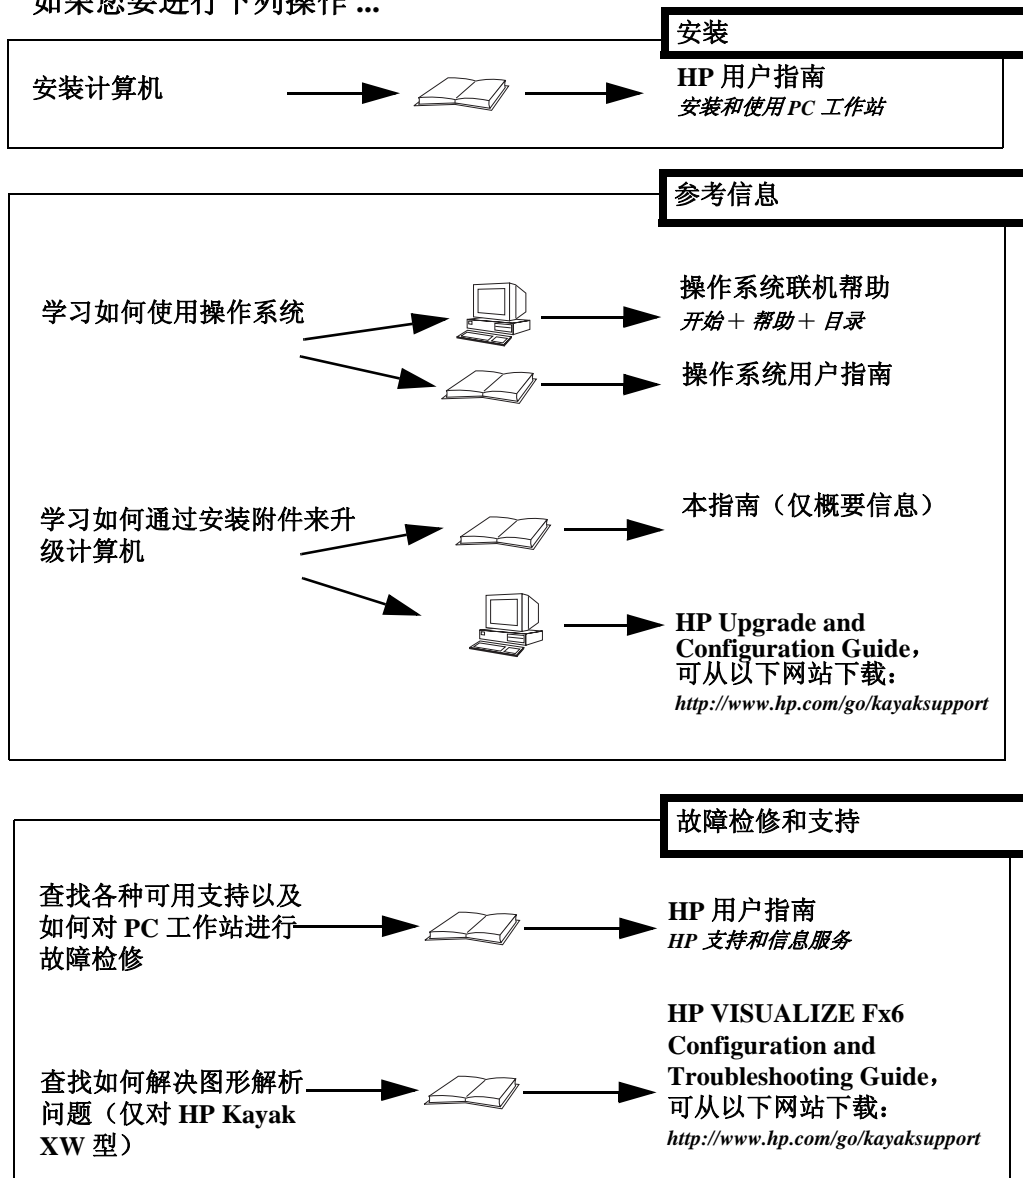 如果您要进行下列操作 ...
安装
安装计算机
HP 用户指南
安装和使用 PC 工作站
参考信息
学习如何使用操作系统
操作系统联机帮助
开始 + 帮助 + 目录
操作系统用户指南
学习如何通过安装附件来升
级计算机
本指南（仅概要信息）
HP Upgrade and
Configuration Guide，
可从以下网站下载：
http://www.hp.com/go/kayaksupport
故障检修和支持
查找各种可用支持以及
如何对 PC 工作站进行
故障检修
HP 用户指南
HP 支持和信息服务
查找如何解决图形解析
问题（仅对 HP Kayak
XW 型）
HP VISUALIZE Fx6
Configuration and
Troubleshooting Guide，
可从以下网站下载：
http://www.hp.com/go/kayaksupport